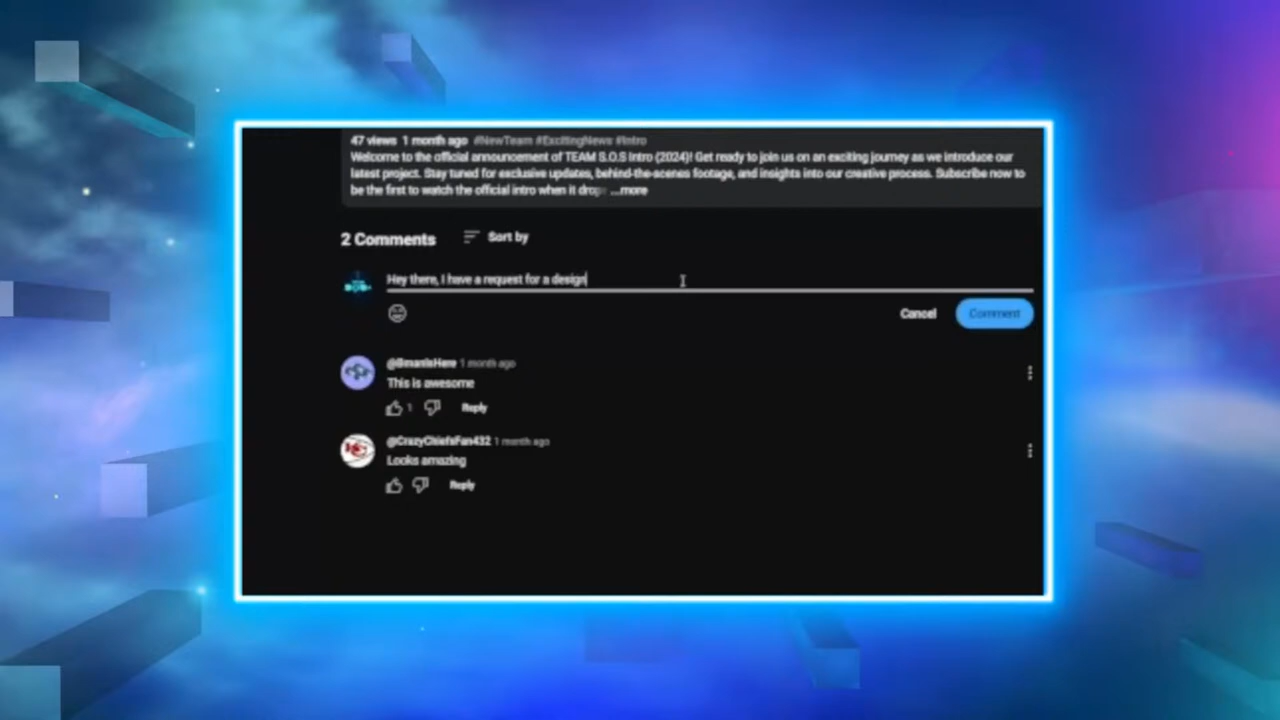 47 views 1 month ago #NewTeam #ExcitingNews #Intro
Welcome to the official announcement of TEAM S.O.S Intro (2024)! Get ready to join us on an exciting journey as we introduce our
latest project. Stay tuned for exclusive updates, behind-the-scenes footage, and insights into our creative process. Subscribe now to
be the first to watch the official intro when it drop ...more
2 Comments Sort by
Hey there, I have a request for a design
Cancel Comment
@BmanIsHere 1 month ago
This is awesome
1 Reply
@CrazyChiefsFan432 1 month ago
Looks amazing
Reply